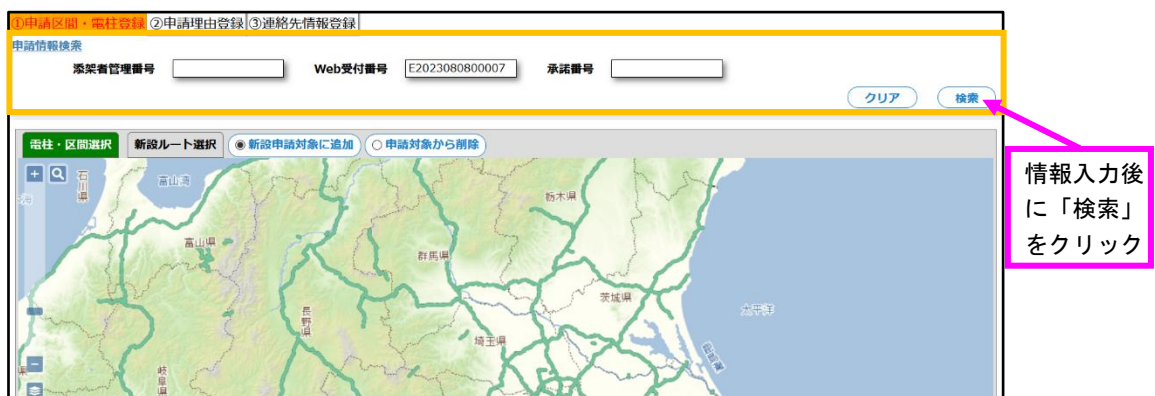 ①申請区間・電柱登録 ②申請理由登録 ③連絡先情報登録
申請情報検索
添架者管理番号 Web受付番号 E2023080800007 承諾番号
クリア 検索
電柱・区間選択 新設ルート選択 新設申請対象に追加 申請対象から削除
情報入力後
に「検索」
をクリック
石川県
富山湾
栃木県
富山県
群馬県
長野県
茨城県
太平洋
埼玉県
岐阜県